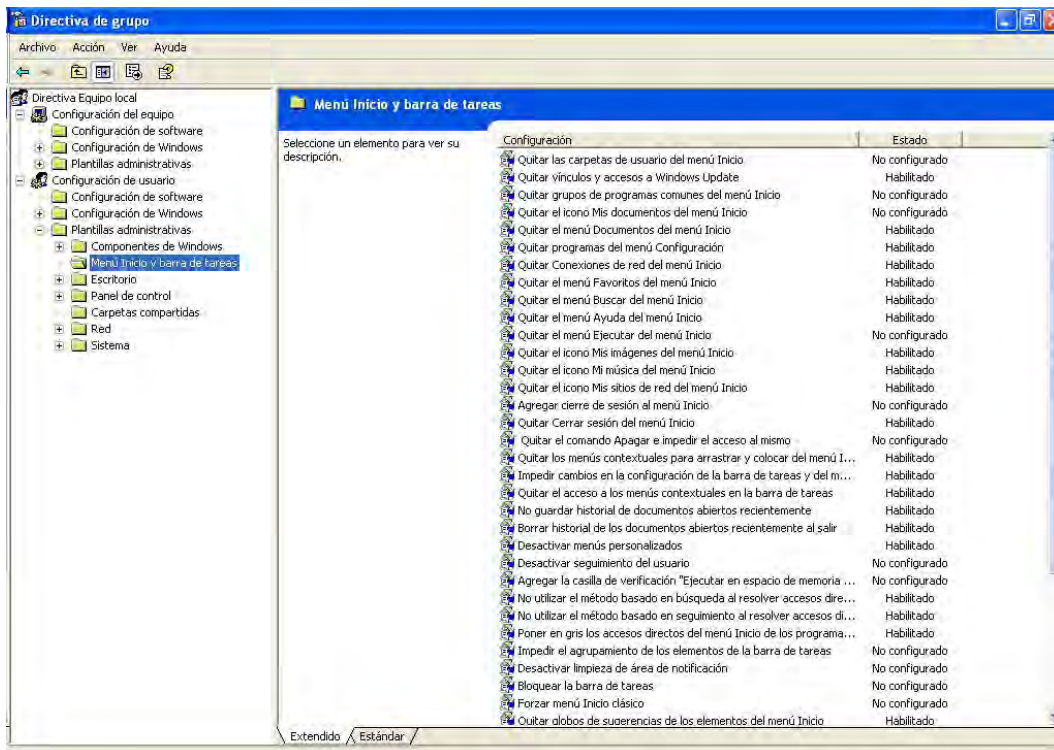 Directiva de grupo
Archivo Acción Ver Ayuda
Directiva Equipo local
Configuración del equipo
Configuración de software
Configuración de Windows
Plantillas administrativas
Configuración de usuario
Configuración de software
Configuración de Windows
Plantillas administrativas
Componentes de Windows
Menú Inicio y barra de tareas
Escritorio
Panel de control
Carpetas compartidas
Red
Sistema
Menú Inicio y barra de tareas
Seleccione un elemento para ver su
descripción.
Configuración Estado
Quitar las carpetas de usuario del menú Inicio No configurado
Quitar vínculos y accesos a Windows Update Habilitado
Quitar grupos de programas comunes del menú Inicio No configurado
Quitar el icono Mis documentos del menú Inicio No configurado
Quitar el menú Documentos del menú Inicio Habilitado
Quitar programas del menú Configuración Habilitado
Quitar Conexiones de red del menú Inicio Habilitado
Quitar el menú Favoritos del menú Inicio Habilitado
Quitar el menú Buscar del menú Inicio Habilitado
Quitar el menú Ayuda del menú Inicio Habilitado
Quitar el menú Ejecutar del menú Inicio No configurado
Quitar el icono Mis imágenes del menú Inicio Habilitado
Quitar el icono Mi música del menú Inicio Habilitado
Quitar el icono Mis sitios de red del menú Inicio Habilitado
Agregar cierre de sesión al menú Inicio No configurado
Quitar Cerrar sesión del menú Inicio Habilitado
Quitar el comando Apagar e impedir el acceso al mismo No configurado
Quitar los menús contextuales para arrastrar y colocar del menú I... Habilitado
Impedir cambios en la configuración de la barra de tareas y del m... Habilitado
Quitar el acceso a los menús contextuales en la barra de tareas Habilitado
No guardar historial de documentos abiertos recientemente Habilitado
Borrar historial de los documentos abiertos recientemente al salir Habilitado
Desactivar menús personalizados Habilitado
Desactivar seguimiento del usuario No configurado
Agregar la casilla de verificación "Ejecutar en espacio de memoria ... No configurado
No utilizar el método basado en búsqueda al resolver accesos dire... Habilitado
No utilizar el método basado en seguimiento al resolver accesos di... Habilitado
Poner en gris los accesos directos del menú Inicio de los programa... Habilitado
Impedir el agrupamiento de los elementos de la barra de tareas No configurado
Desactivar limpieza de área de notificación No configurado
Bloquear la barra de tareas No configurado
Forzar menú Inicio clásico No configurado
Quitar globos de sugerencias de los elementos del menú Inicio Habilitado
Extendido Estándar